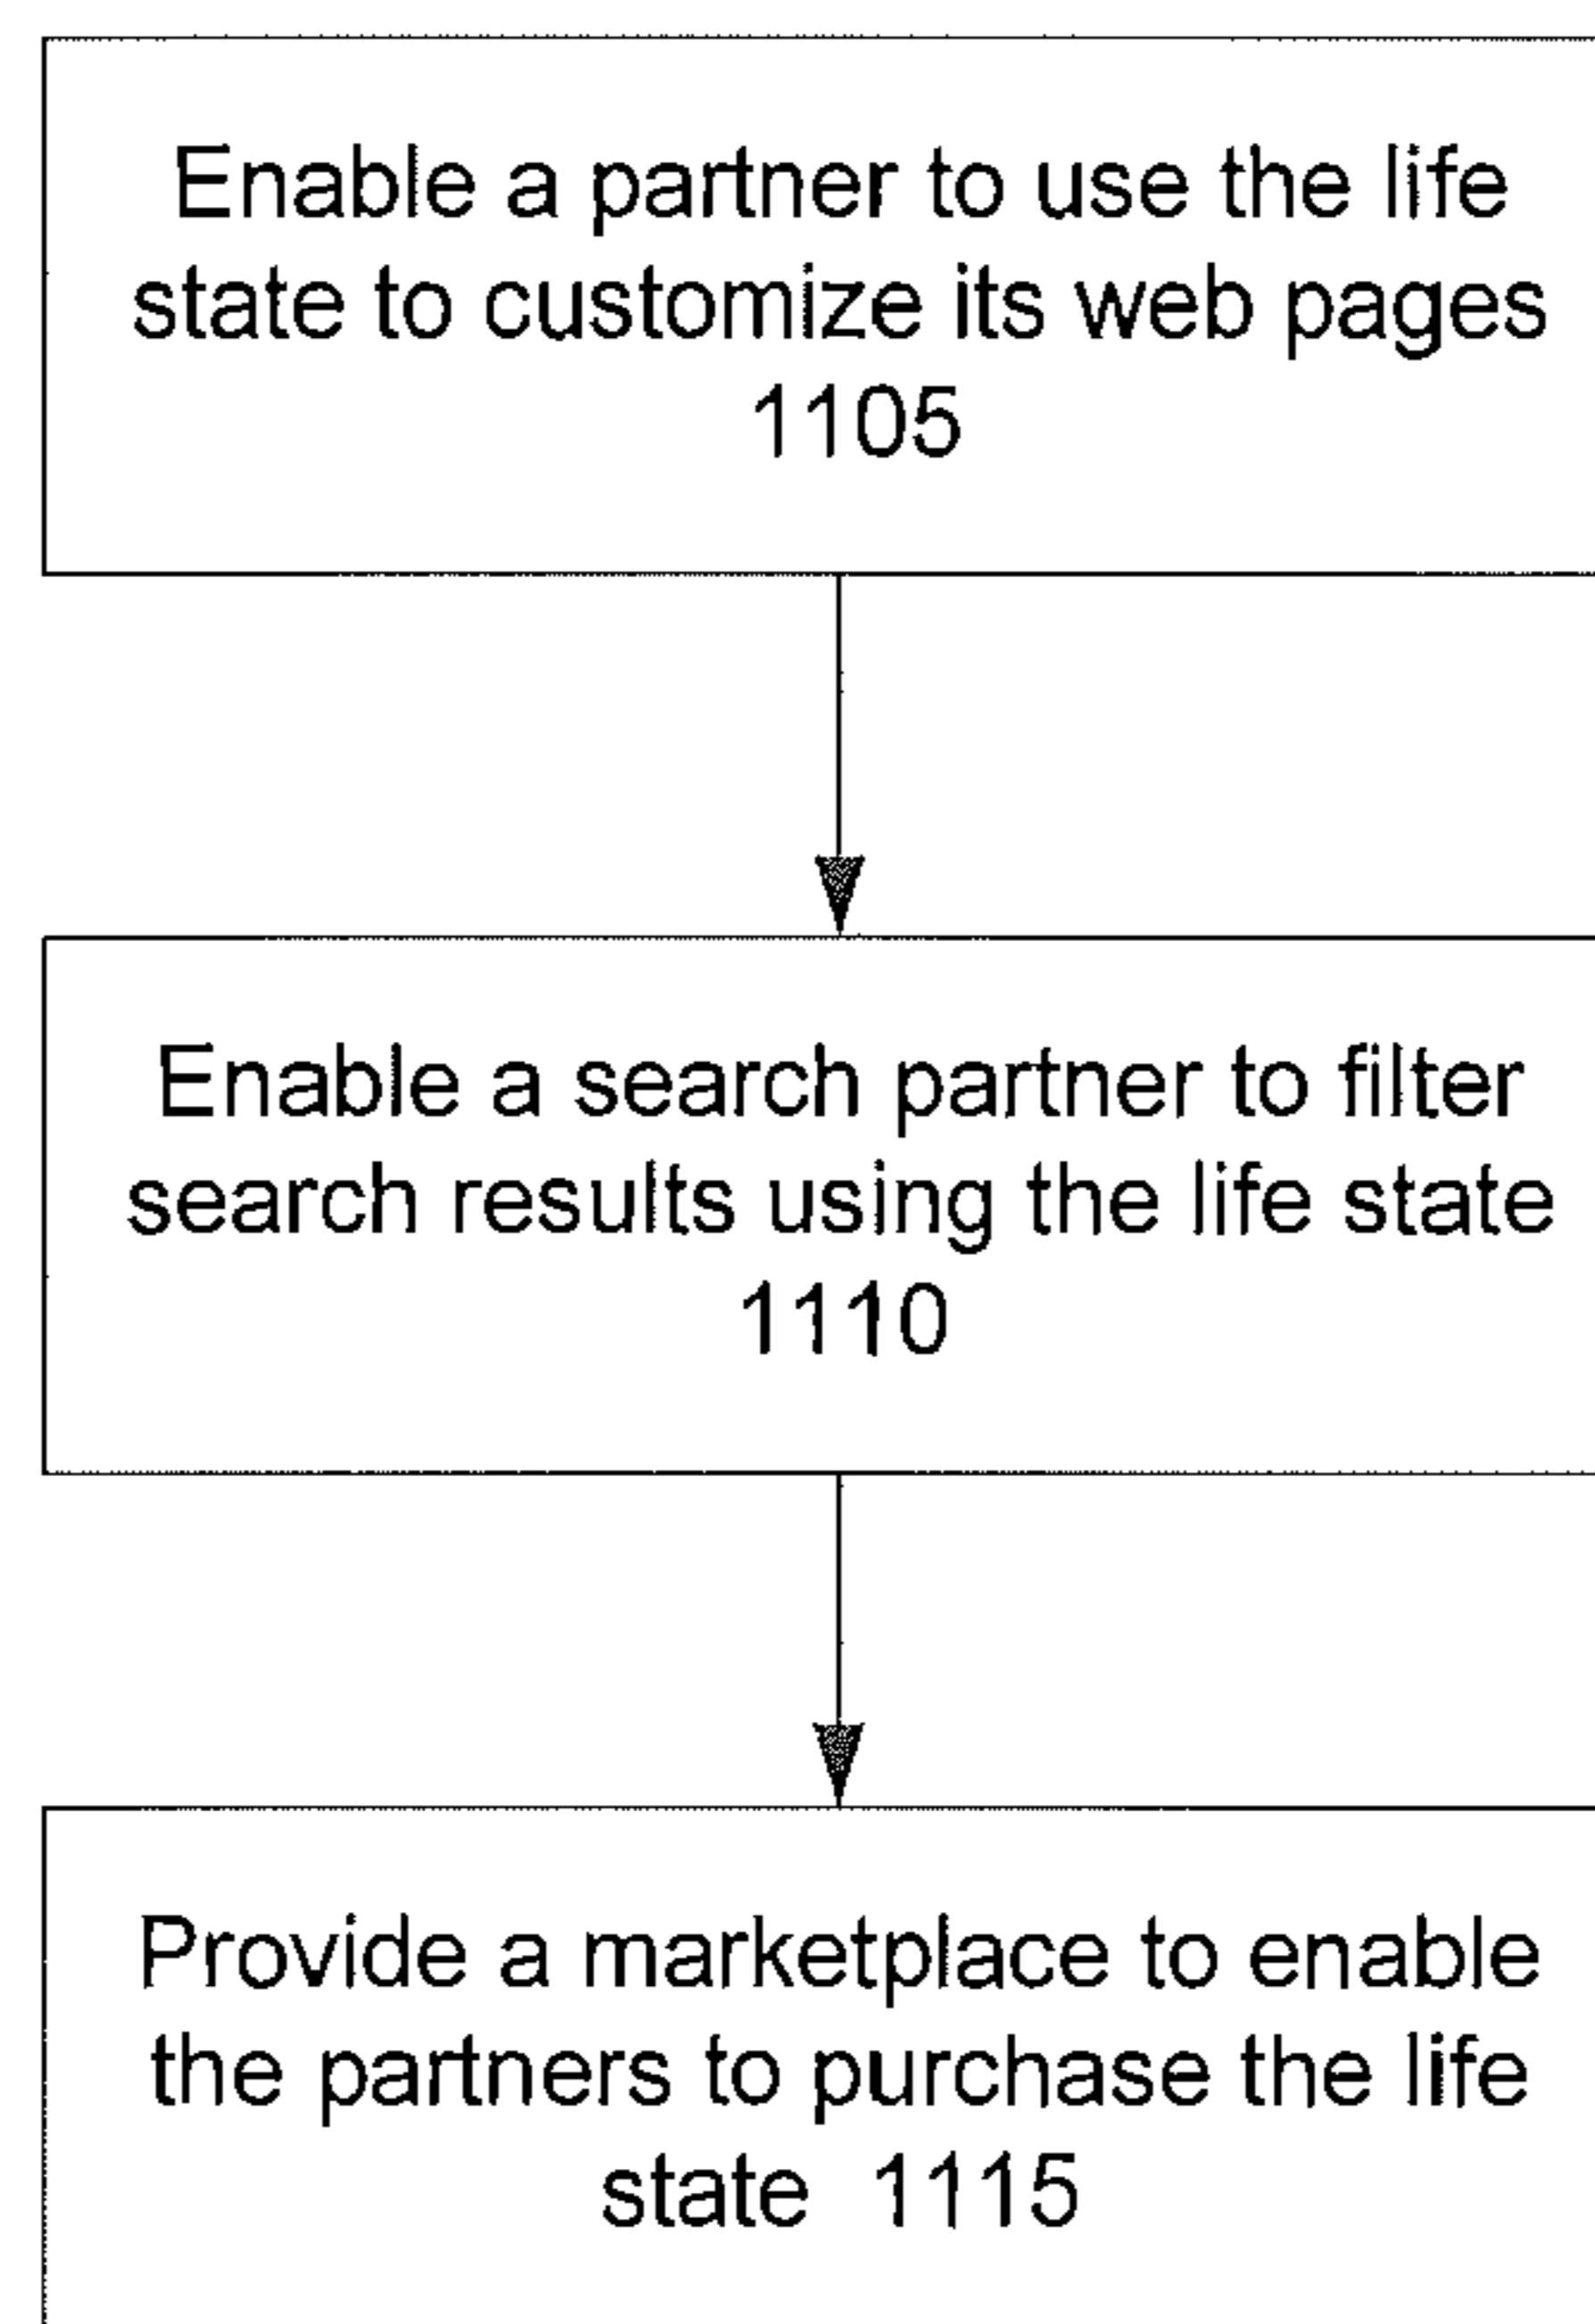 Enable a partner to use the life
state to customize its web pages
1105
Enable a search partner to filter
search results using the life state
1110
Provide a marketplace to enable
the partners to purchase the life
state 1115